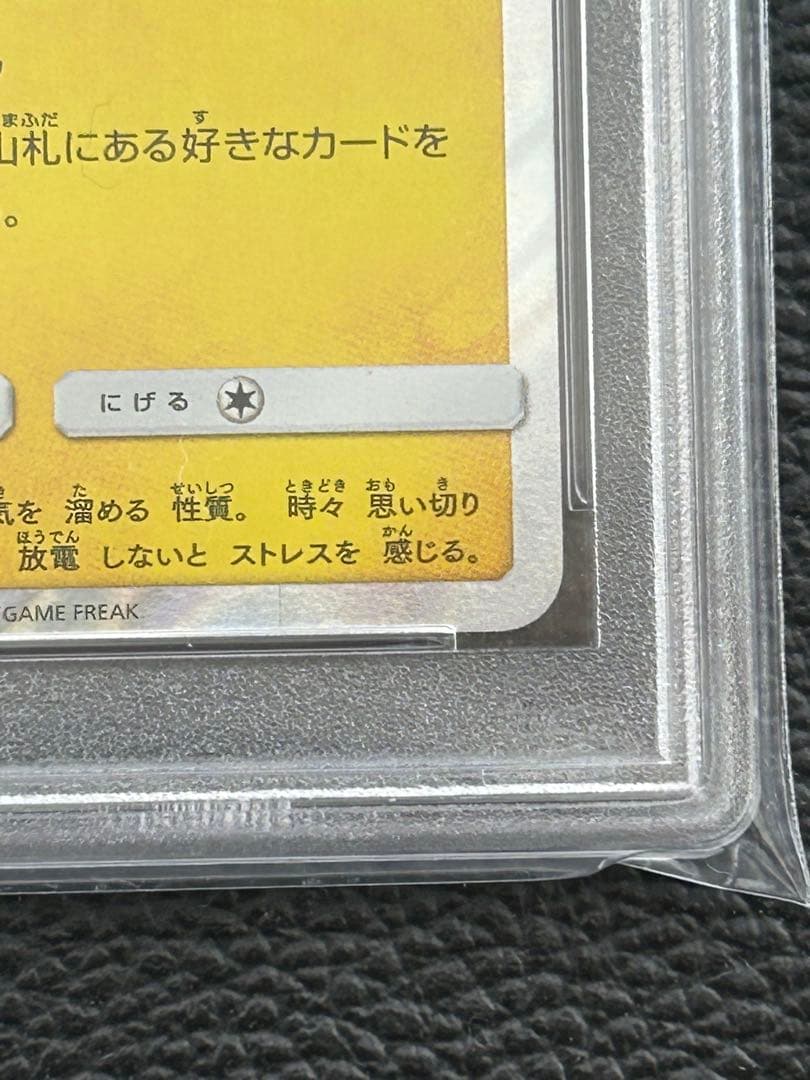 札にある好きなカードを
。
にげる
を 溜める 性質。 時々 思い切り
放電 しないと ストレスを 感じる。
GAME FREAK